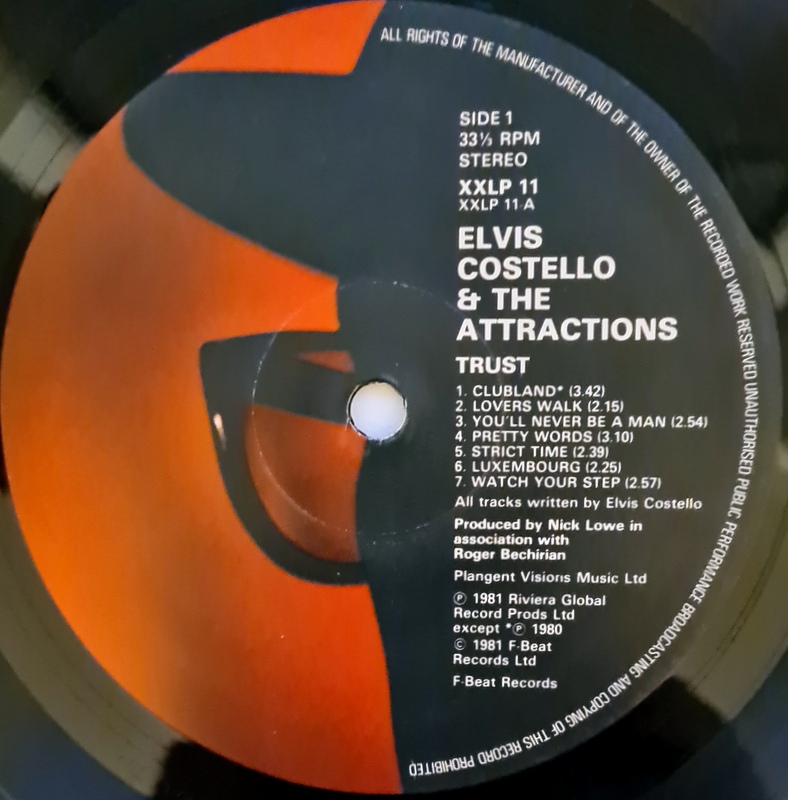 ALL RIGHTS OF THE MANUFACTURER AND OF THE OWNER OF THE RECORDED WORK RESERVED UNAUTHORISED PUBLIC PERFORMANCE BROADCASTING AND COPYING OF THIS RECORD PROHIBITED
SIDE 1
33⅓ RPM
STEREO
XXLP 11
XXLP 11-A
ELVIS
COSTELLO
& THE
ATTRACTIONS
TRUST
1. CLUBLAND* (3.42)
2. LOVERS WALK (2.15)
3. YOU'LL NEVER BE A MAN (2.54)
4. PRETTY WORDS (3.10)
5. STRICT TIME (2.39)
6. LUXEMBOURG (2.25)
7. WATCH YOUR STEP (2.57)
All tracks written by Elvis Costello
Produced by Nick Lowe in
association with
Roger Bechirian
Plangent Visions Music Ltd
℗ 1981 Riviera Global
Record Prods Ltd
except *℗ 1980
© 1981 F-Beat
Records Ltd
F-Beat Records